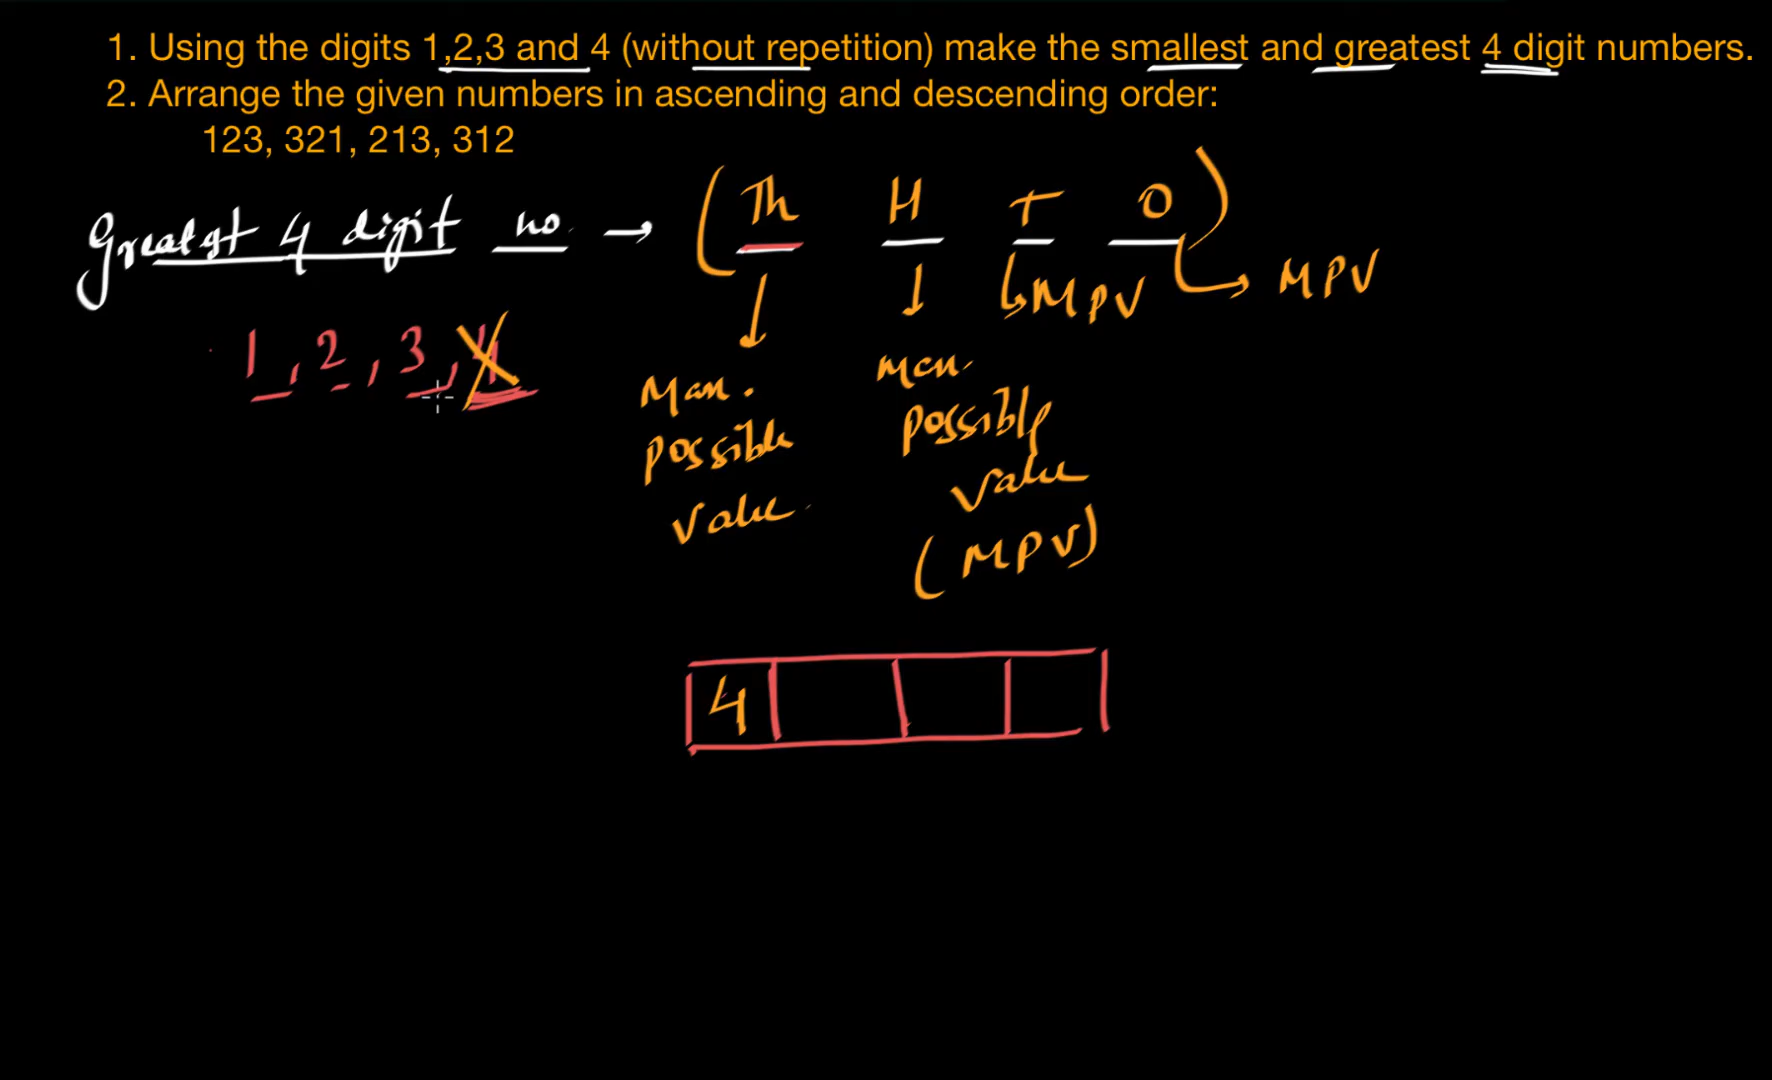 1. Using the digits 1,2,3 and 4 (without repetition) make the smallest and greatest 4 digit numbers.
2. Arrange the given numbers in ascending and descending order:
123, 321, 213, 312
Greatest 4 digit no. → (Th H T O)
MPV MPV
1, 2, 3, 4
Max. possible value.
Max. possible value (MPV)
4